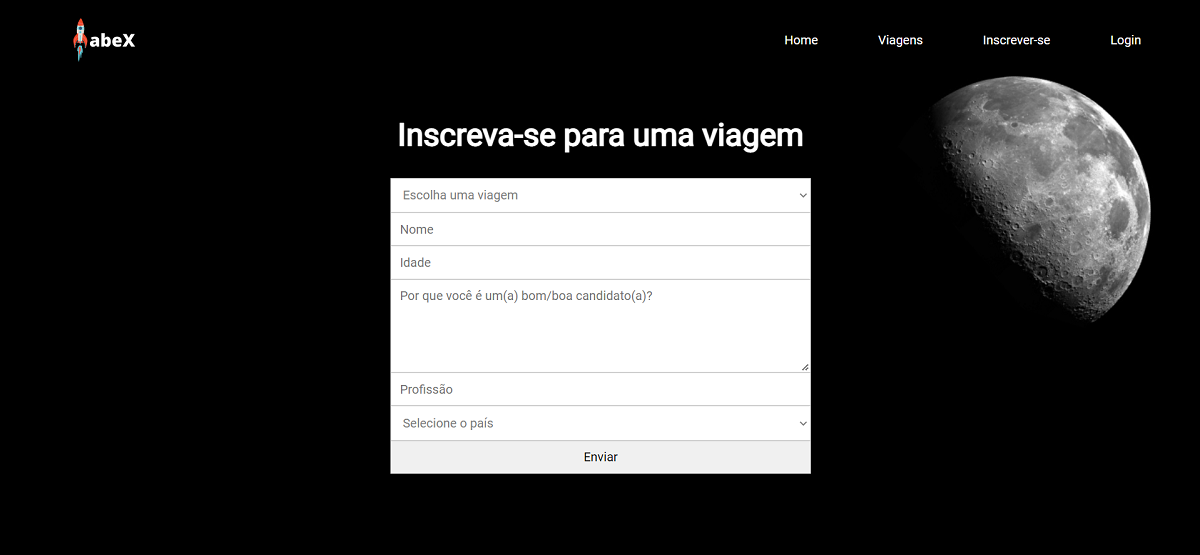 abeX
Home Viagens Inscrever-se Login
Inscreva-se para uma viagem
Escolha uma viagem
Nome
Idade
Por que você é um(a) bom/boa candidato(a)?
Profissão
Selecione o país
Enviar